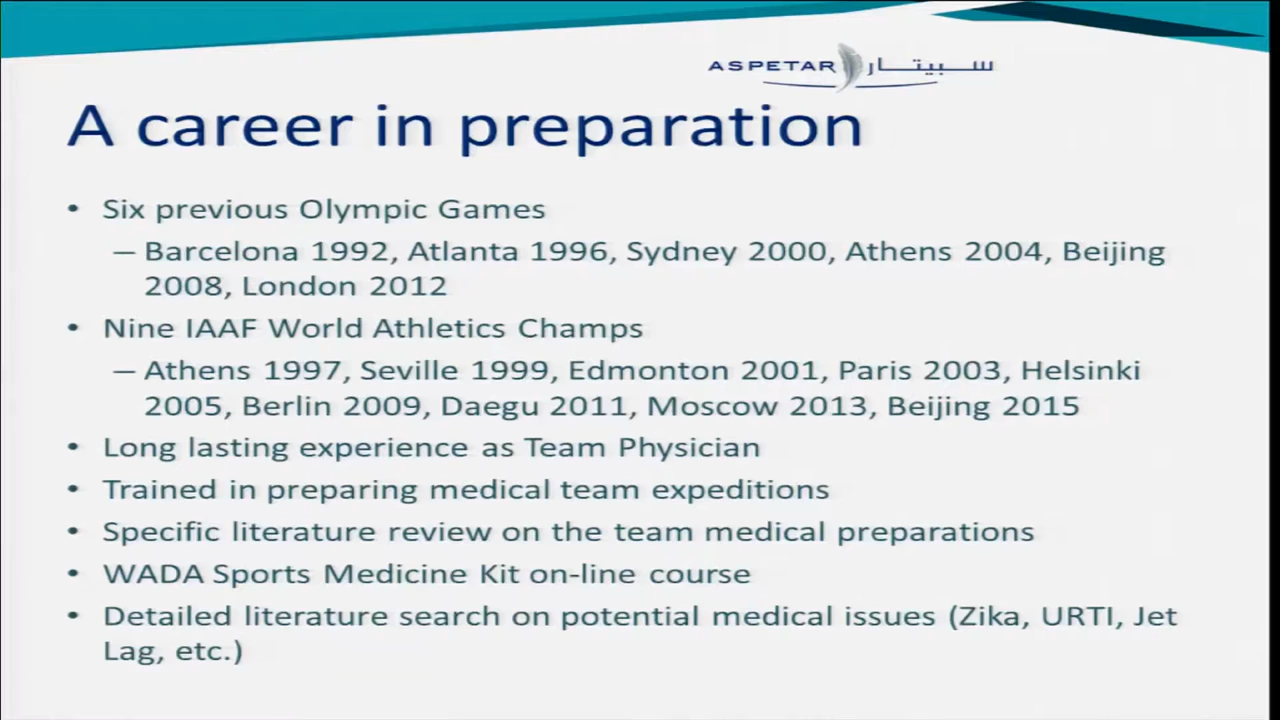 ASPETAR سبيتار
A career in preparation
• Six previous Olympic Games
– Barcelona 1992, Atlanta 1996, Sydney 2000, Athens 2004, Beijing
2008, London 2012
• Nine IAAF World Athletics Champs
– Athens 1997, Seville 1999, Edmonton 2001, Paris 2003, Helsinki
2005, Berlin 2009, Daegu 2011, Moscow 2013, Beijing 2015
• Long lasting experience as Team Physician
• Trained in preparing medical team expeditions
• Specific literature review on the team medical preparations
• WADA Sports Medicine Kit on-line course
• Detailed literature search on potential medical issues (Zika, URTI, Jet
Lag, etc.)